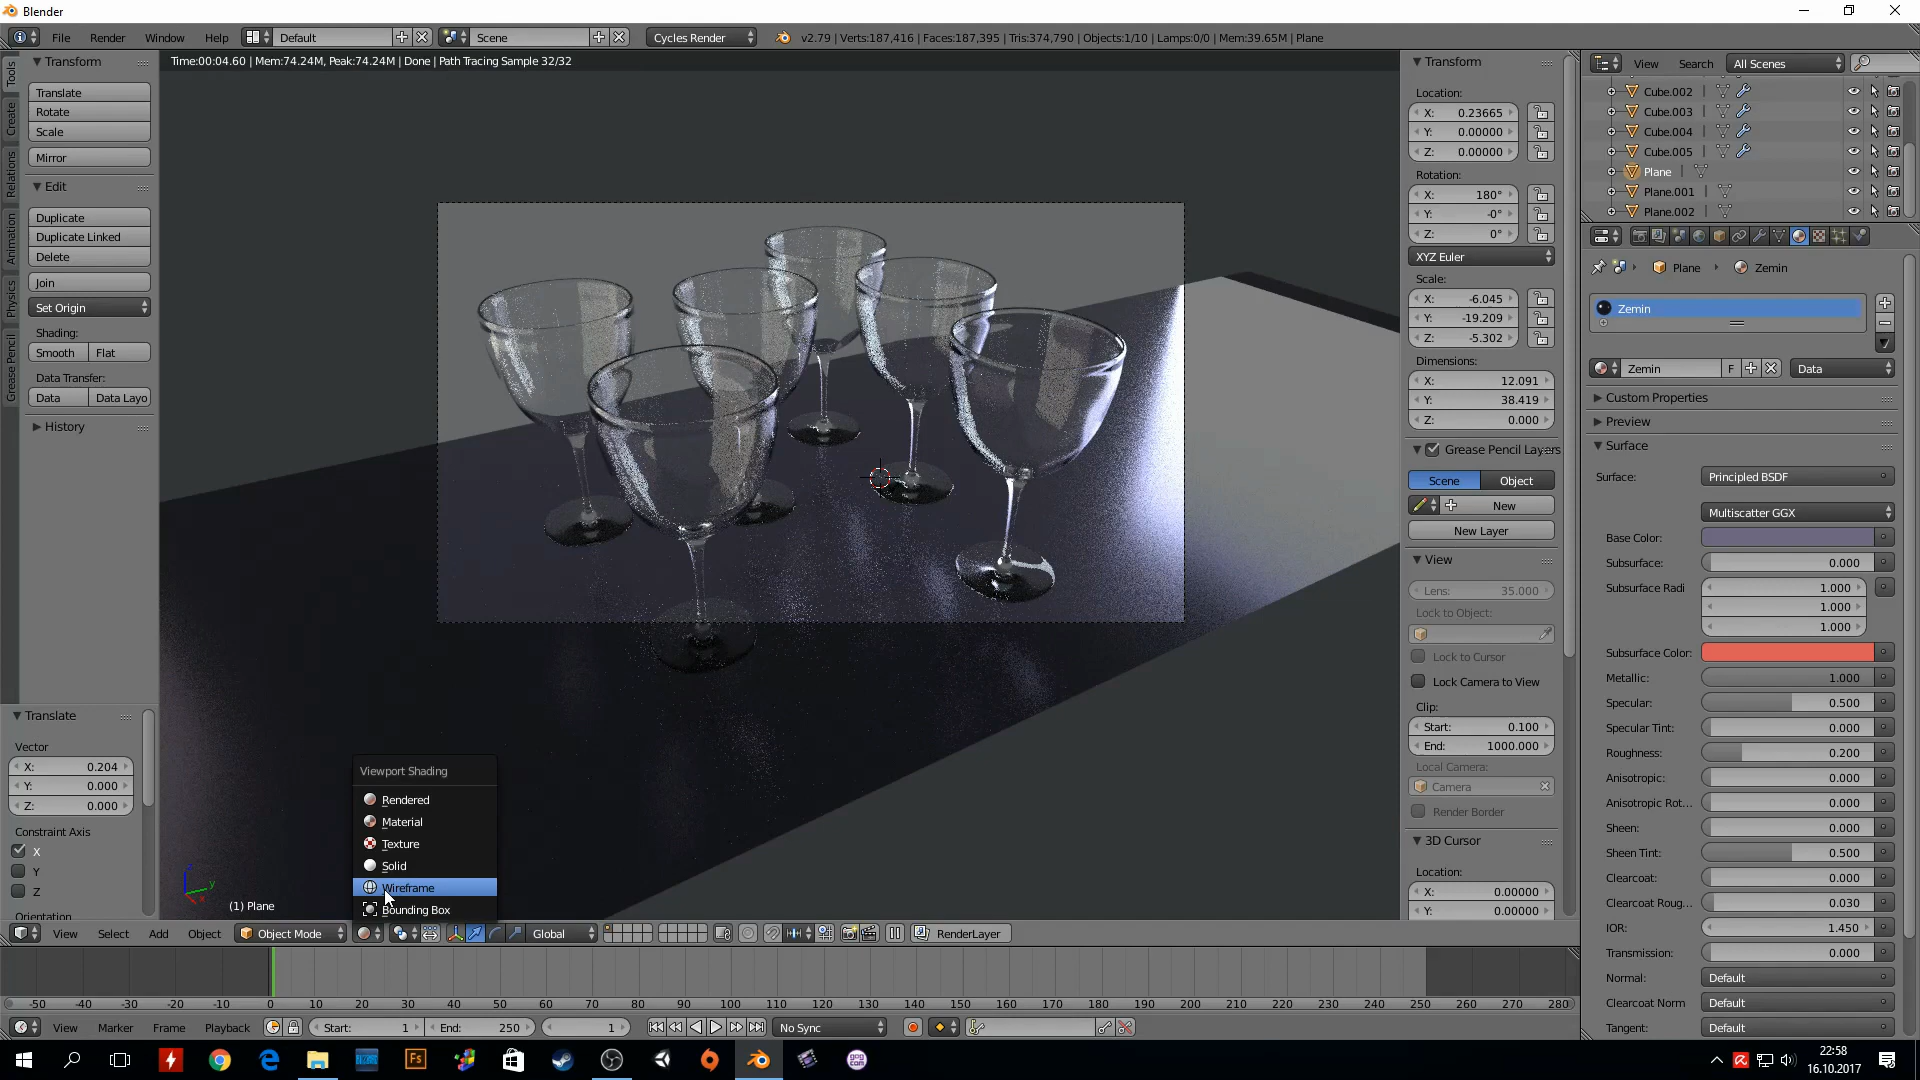 Blender
File
Render
Window
Help
Default
Scene
Cycles Render
v2.79 | Verts:187,416 | Faces:187,395 | Tris:374,790 | Objects:1/10 | Lamps:0/0 | Mem:39.65M | Plane
Tools
Create
Relations
Animation
Physics
Grease Pencil
Transform
Translate
Rotate
Scale
Mirror
Edit
Duplicate
Duplicate Linked
Delete
Join
Set Origin
Shading:
Smooth
Flat
Data Transfer:
Data
Data Layo
History
Translate
Vector
X: 0.204
Y: 0.000
Z: 0.000
Constraint Axis
X
Y
Z
Orientation
Time:00:04.60 | Mem:74.24M, Peak:74.24M | Done | Path Tracing Sample 32/32
Viewport Shading
Rendered
Material
Texture
Solid
Wireframe
Bounding Box
(1) Plane
View
Select
Add
Object
Object Mode
Global
RenderLayer
Transform
Location:
X: 0.23665
Y: 0.00000
Z: 0.00000
Rotation:
X: 180°
Y: -0°
Z: 0°
XYZ Euler
Scale:
X: -6.045
Y: -19.209
Z: -5.302
Dimensions:
X: 12.091
Y: 38.419
Z: 0.000
Grease Pencil Layers
Scene
Object
New
New Layer
View
Lens: 35.000
Lock to Object:
Lock to Cursor
Lock Camera to View
Clip:
Start: 0.100
End: 1000.000
Local Camera:
Camera
Render Border
3D Cursor
Location:
X: 0.00000
Y: 0.00000
View
Search
All Scenes
Cube.002
Cube.003
Cube.004
Cube.005
Plane
Plane.001
Plane.002
Plane
Zemin
Zemin
Zemin
F
Data
Custom Properties
Preview
Surface
Surface: Principled BSDF
Multiscatter GGX
Base Color:
Subsurface: 0.000
Subsurface Radi 1.000
1.000
1.000
Subsurface Color:
Metallic: 1.000
Specular: 0.500
Specular Tint: 0.000
Roughness: 0.200
Anisotropic: 0.000
Anisotropic Rot... 0.000
Sheen: 0.000
Sheen Tint: 0.500
Clearcoat: 0.000
Clearcoat Roug... 0.030
IOR: 1.450
Transmission: 0.000
Normal: Default
Clearcoat Norm Default
Tangent: Default
-50 -40 -30 -20 -10 0 10 20 30 40 50 60 70 80 90 100 110 120 130 140 150 160 170 180 190 200 210 220 230 240 250 260 270 280
View
Marker
Frame
Playback
Start: 1
End: 250
1
No Sync
Fs
gog
com
22:58
16.10.2017